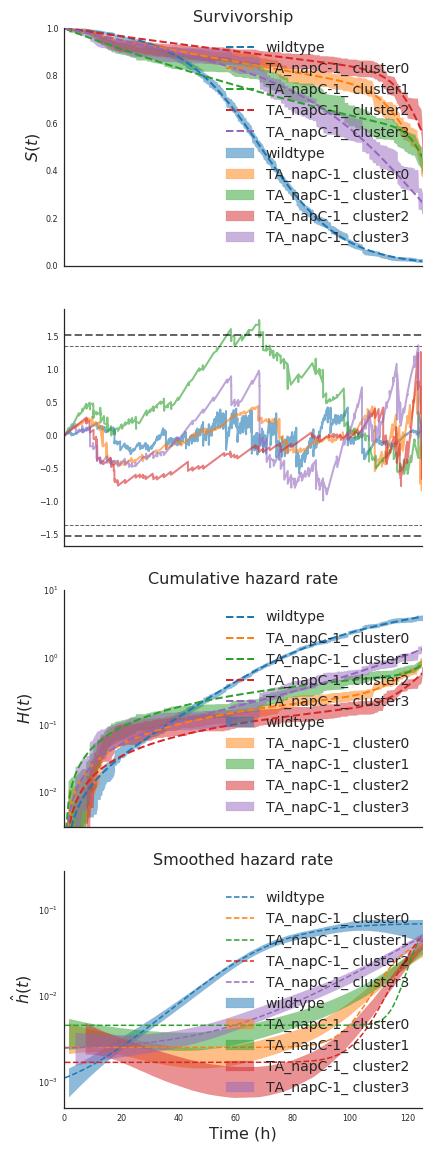 Survivorship
1.0
0.8
0.6
0.4
0.2
0.0
S(t)
wildtype
TA_napC-1_ cluster0
TA_napC-1_ cluster1
TA_napC-1_ cluster2
TA_napC-1_ cluster3
wildtype
TA_napC-1_ cluster0
TA_napC-1_ cluster1
TA_napC-1_ cluster2
TA_napC-1_ cluster3
1.5
1.0
0.5
0.0
−0.5
−1.0
−1.5
Cumulative hazard rate
10¹
10⁰
10⁻¹
10⁻²
H(t)
wildtype
TA_napC-1_ cluster0
TA_napC-1_ cluster1
TA_napC-1_ cluster2
TA_napC-1_ cluster3
wildtype
TA_napC-1_ cluster0
TA_napC-1_ cluster1
TA_napC-1_ cluster2
TA_napC-1_ cluster3
Smoothed hazard rate
10⁻¹
10⁻²
10⁻³
ĥ(t)
wildtype
TA_napC-1_ cluster0
TA_napC-1_ cluster1
TA_napC-1_ cluster2
TA_napC-1_ cluster3
wildtype
TA_napC-1_ cluster0
TA_napC-1_ cluster1
TA_napC-1_ cluster2
TA_napC-1_ cluster3
0 20 40 60 80 100 120
Time (h)